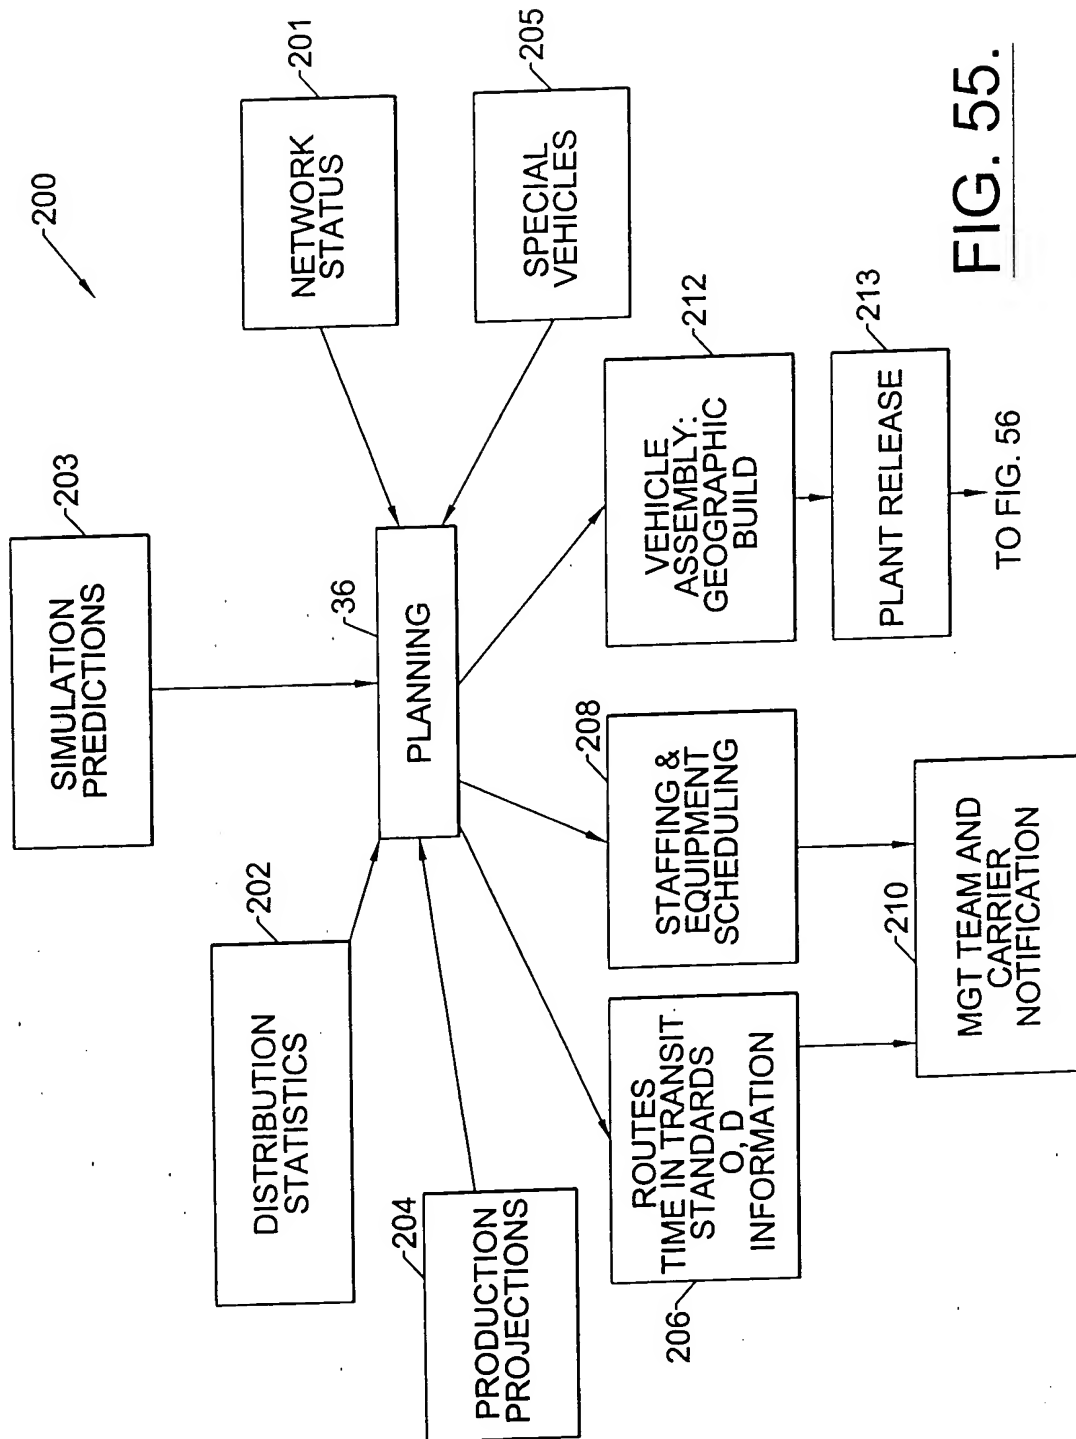 200
203
SIMULATION
PREDICTIONS
201
NETWORK
STATUS
202
DISTRIBUTION
STATISTICS
205
SPECIAL
VEHICLES
204
PRODUCTION
PROJECTIONS
36
PLANNING
206
ROUTES
TIME IN TRANSIT
STANDARDS
O, D
INFORMATION
208
STAFFING &
EQUIPMENT
SCHEDULING
212
VEHICLE
ASSEMBLY:
GEOGRAPHIC
BUILD
213
PLANT RELEASE
TO FIG. 56
210
MGT TEAM AND
CARRIER
NOTIFICATION
FIG. 55.